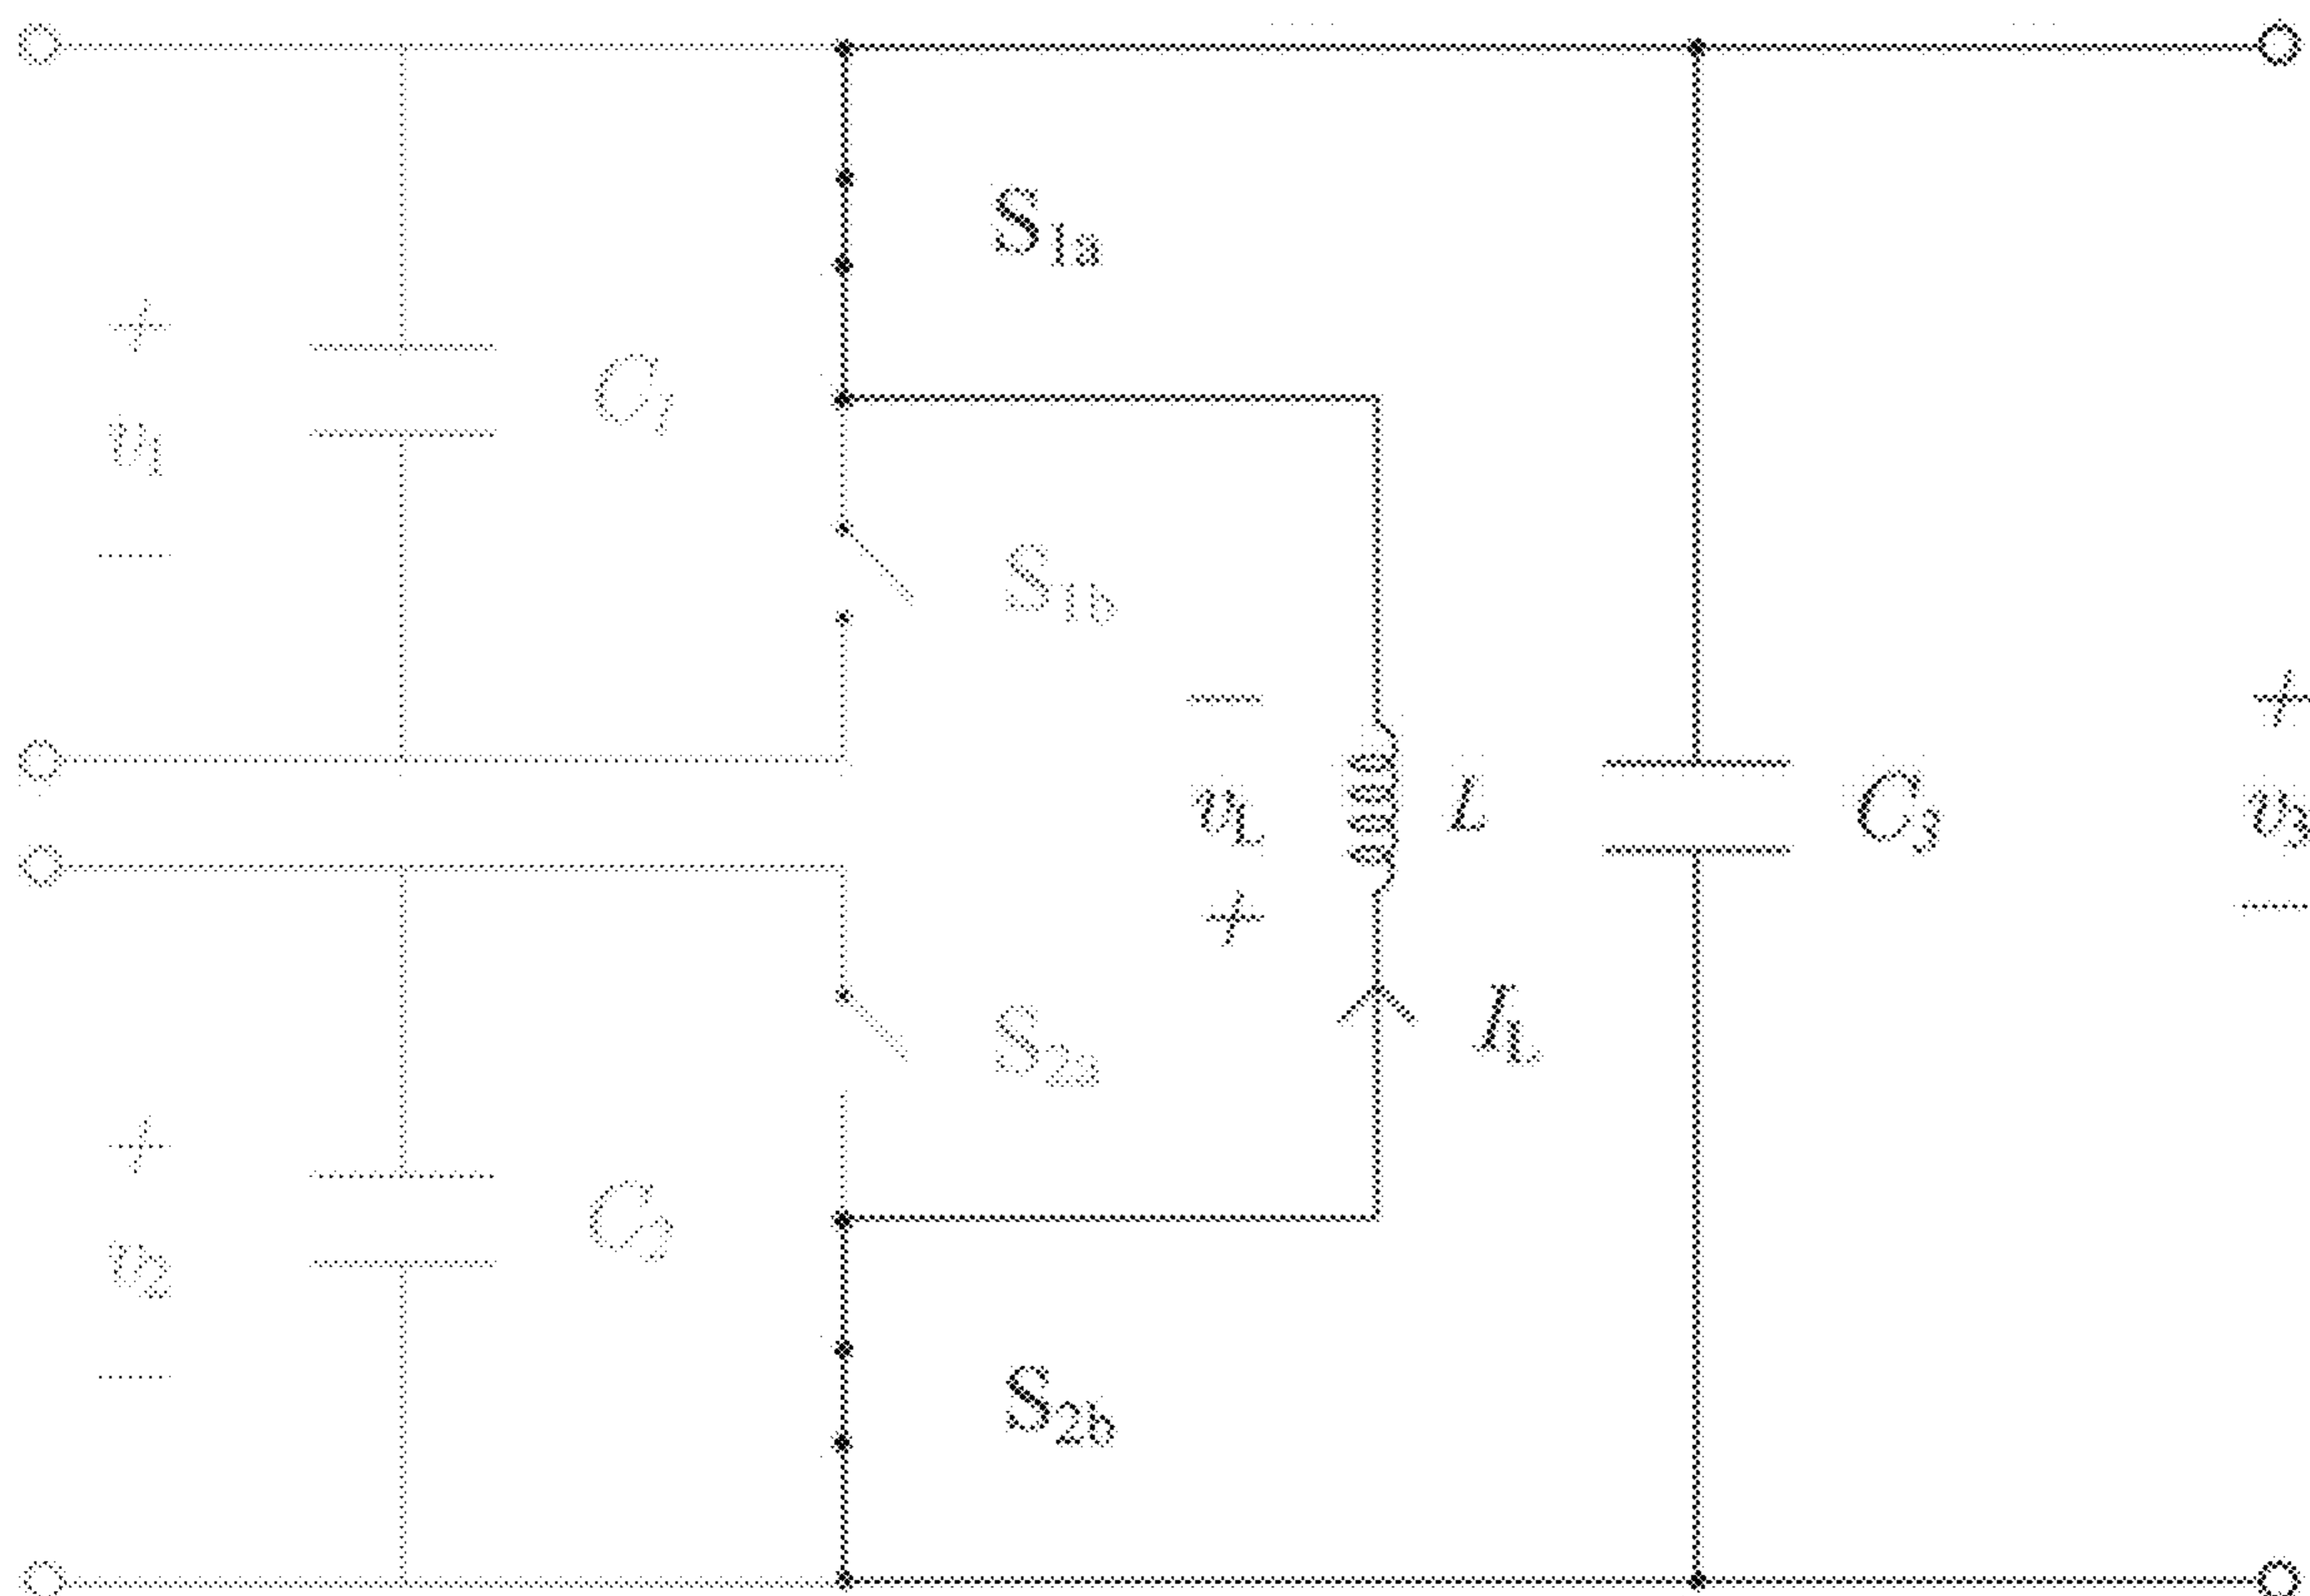 S1a
+
C1
v1
S1b
−
− +
vL L C3 v3
+ −
S2a iL
+
C2
v2
−
S2b